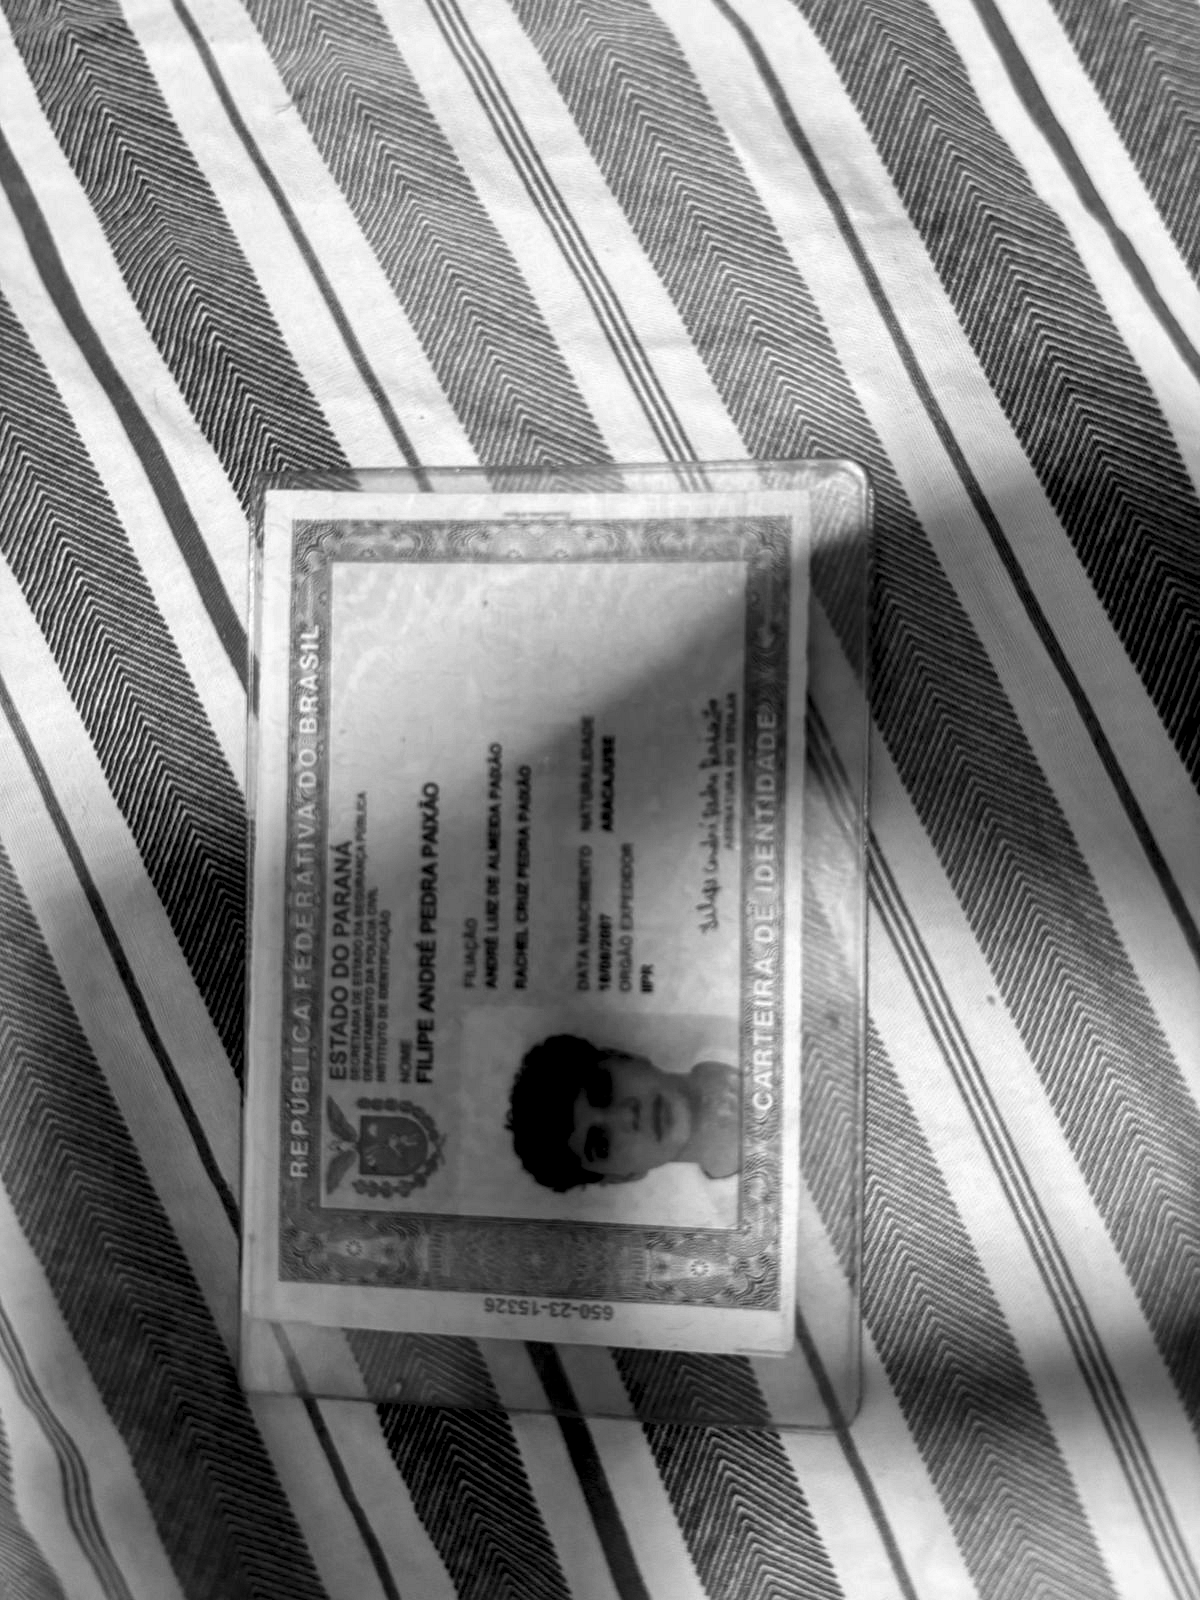 REPÚBLICA FEDERATIVA DO BRASIL
ESTADO DO PARANÁ
SECRETARIA DE ESTADO DA SEGURANÇA PÚBLICA
DEPARTAMENTO DA POLÍCIA CIVIL
INSTITUTO DE IDENTIFICAÇÃO
NOME
FILIPE ANDRÉ PEDRA PAIXÃO
FILIAÇÃO
ANDRÉ LUIZ DE ALMEIDA PAIXÃO
RACHEL CRUZ PEDRA PAIXÃO
DATA NASCIMENTO NATURALIDADE
18/08/2007 ARACAJU/SE
ORGÃO EXPEDIDOR
IIPR
Filipe André Pedra Paixão
ASSINATURA DO TITULAR
CARTEIRA DE IDENTIDADE
650-23-15326